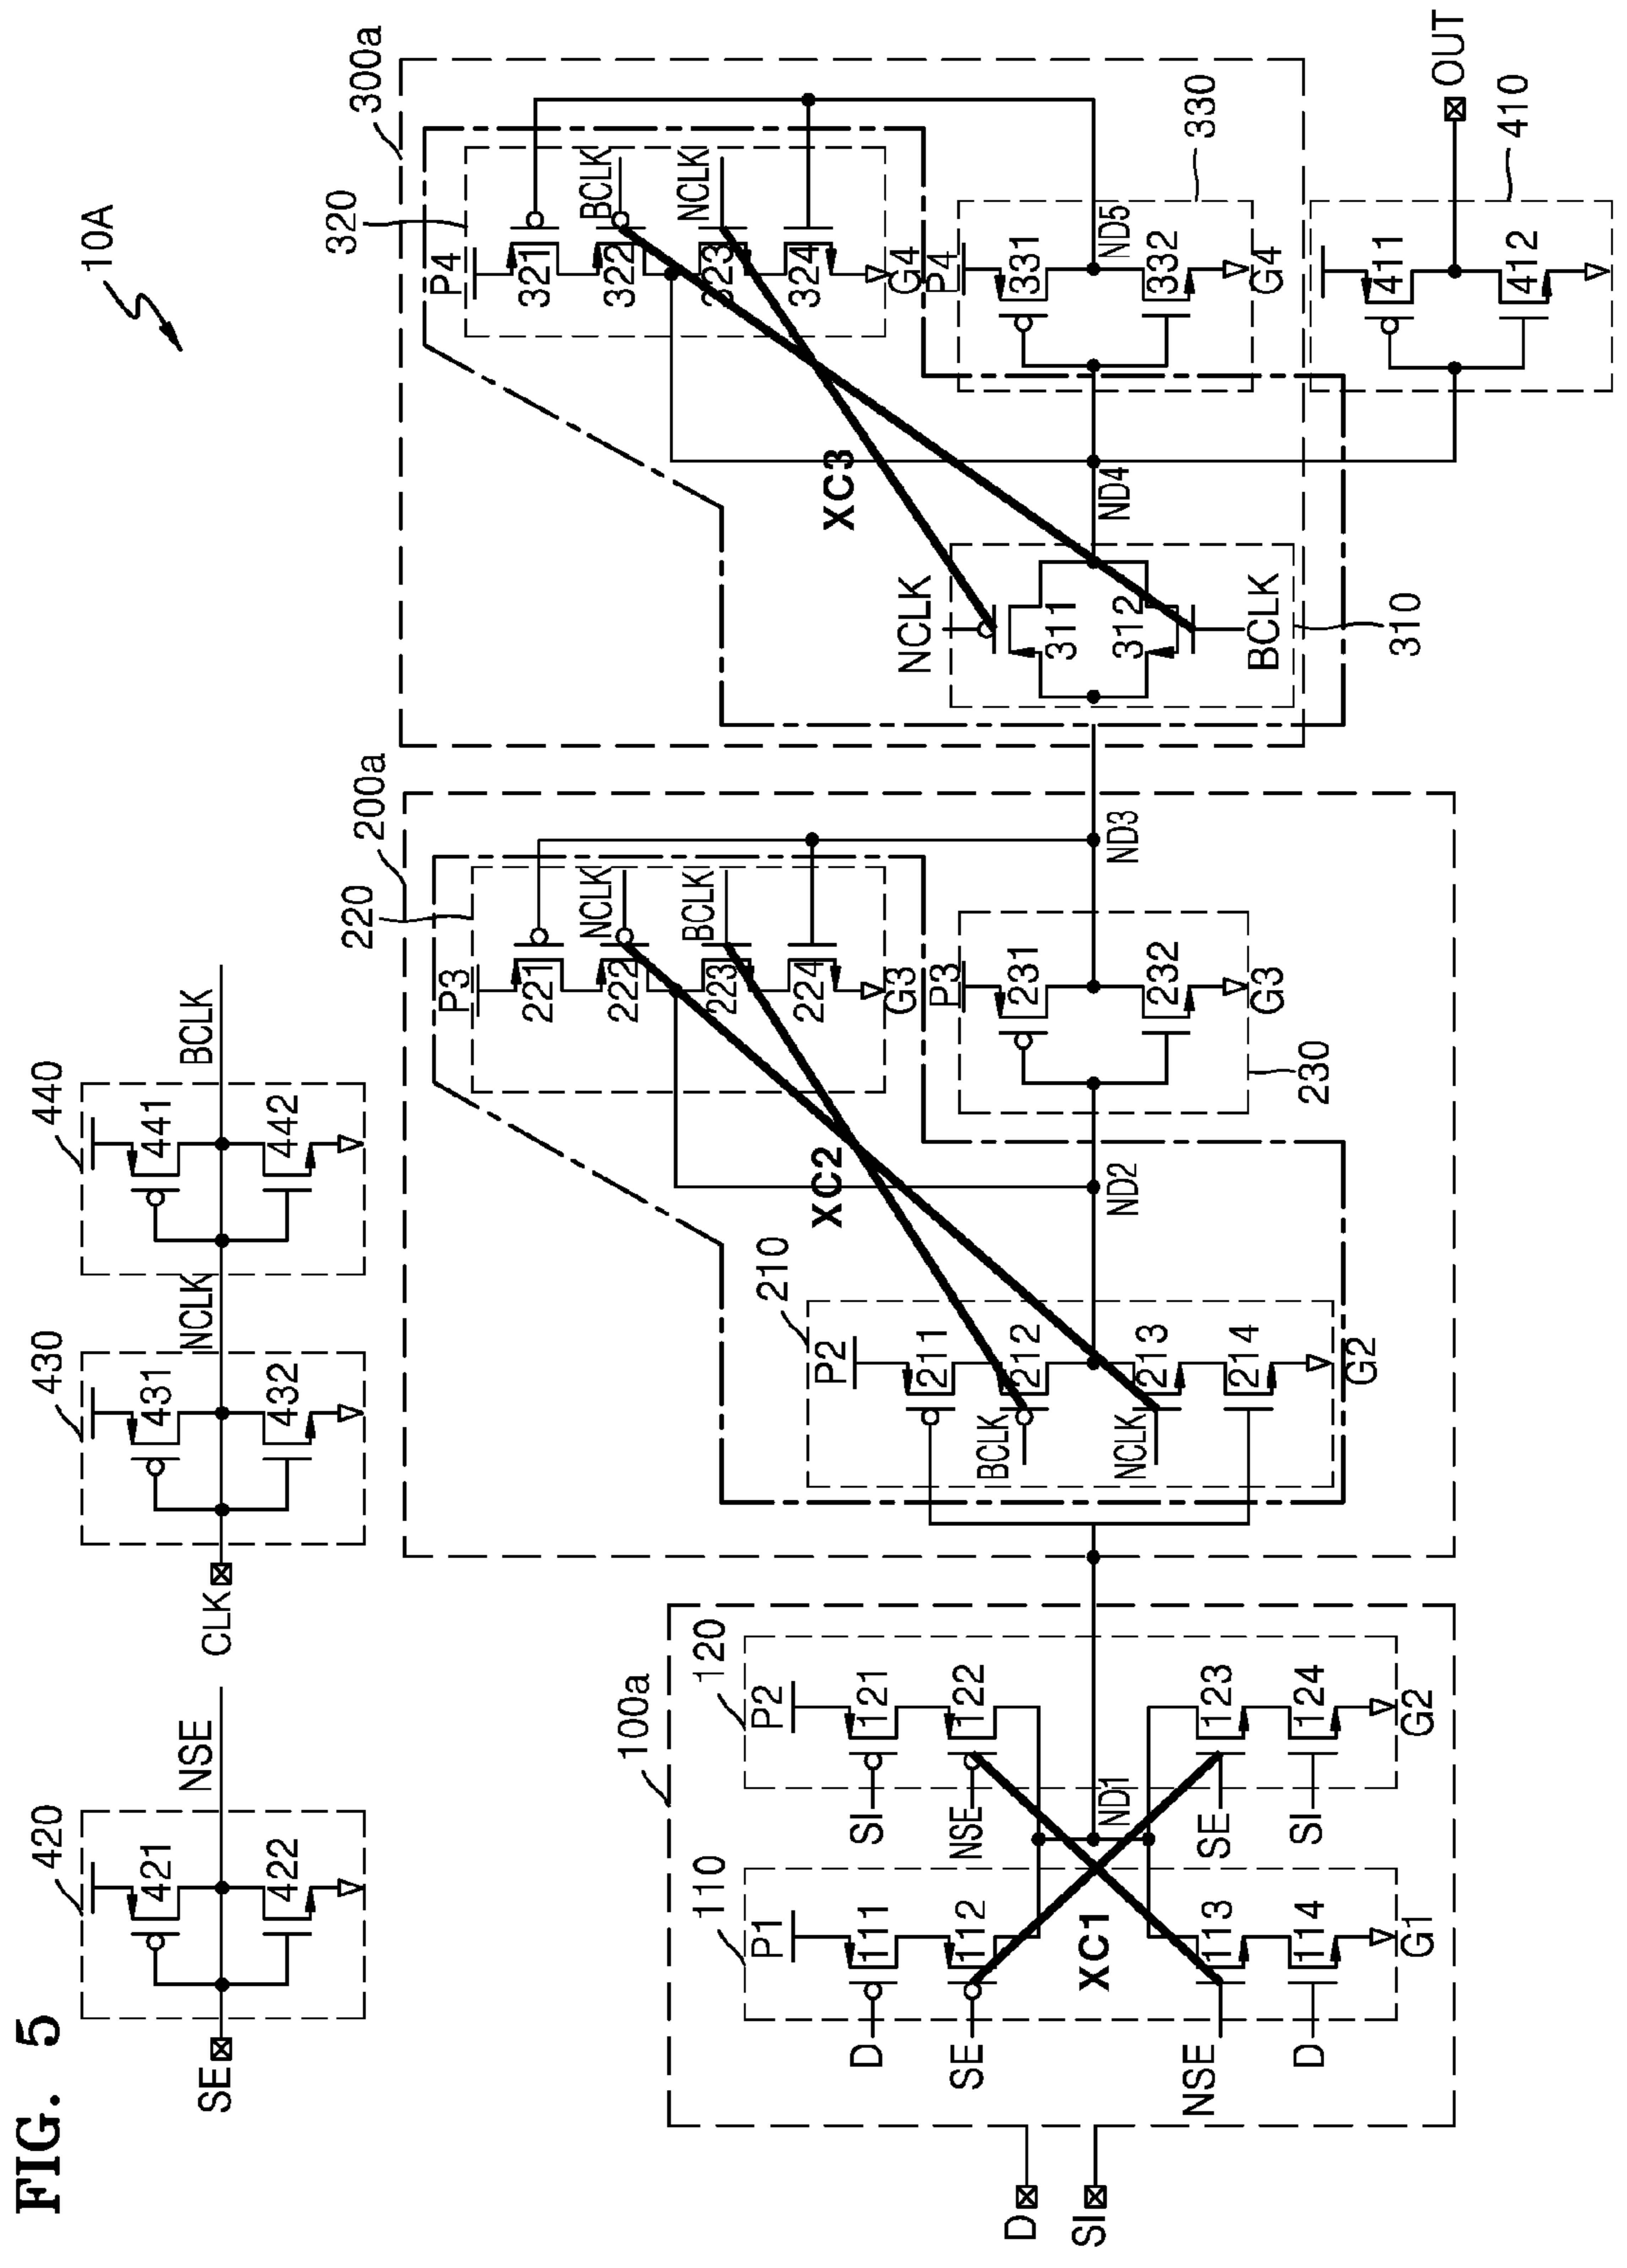 FIG. 5
10A
SE
420
421
422
NSE
CLK
430
431
432
NCLK
440
441
442
BCLK
D
SI
100a
110
P1
111
112
113
114
G1
D
SE
NSE
D
XC1
ND1
120
P2
121
122
123
124
G2
SI
NSE
SE
SI
200a
210
P2
211
212
213
214
G2
BCLK
NCLK
XC2
ND2
220
P3
221
222
223
224
G3
NCLK
BCLK
230
P3
231
232
G3
ND3
300a
310
NCLK
311
312
BCLK
XC3
ND4
320
P4
321
322
323
324
G4
BCLK
NCLK
330
P4
331
332
G4
ND5
410
411
412
OUT